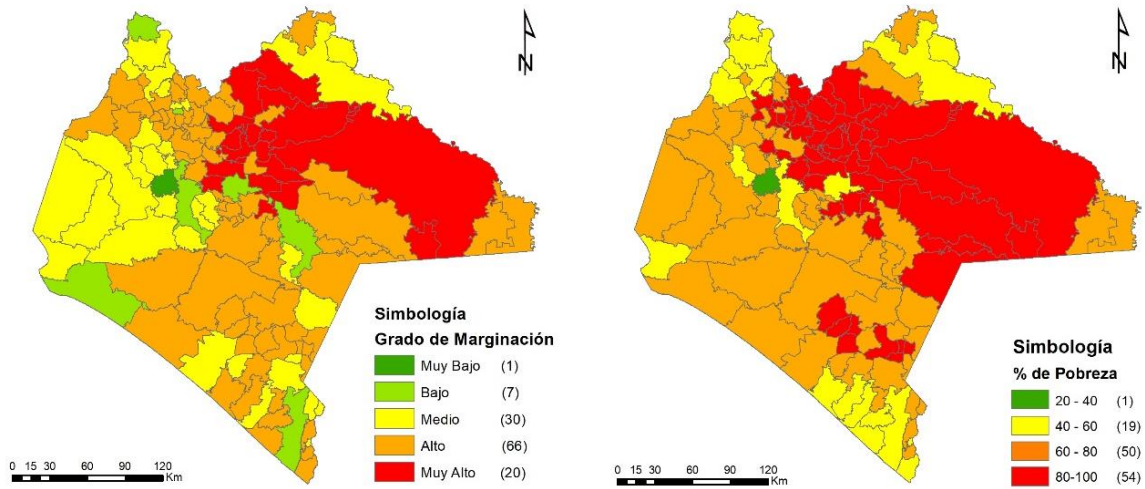 N
Simbología
Grado de Marginación
Muy Bajo (1)
Bajo (7)
Medio (30)
Alto (66)
Muy Alto (20)
0 15 30 60 90 120
Km
N
Simbología
% de Pobreza
20 - 40 (1)
40 - 60 (19)
60 - 80 (50)
80-100 (54)
0 15 30 60 90 120
Km